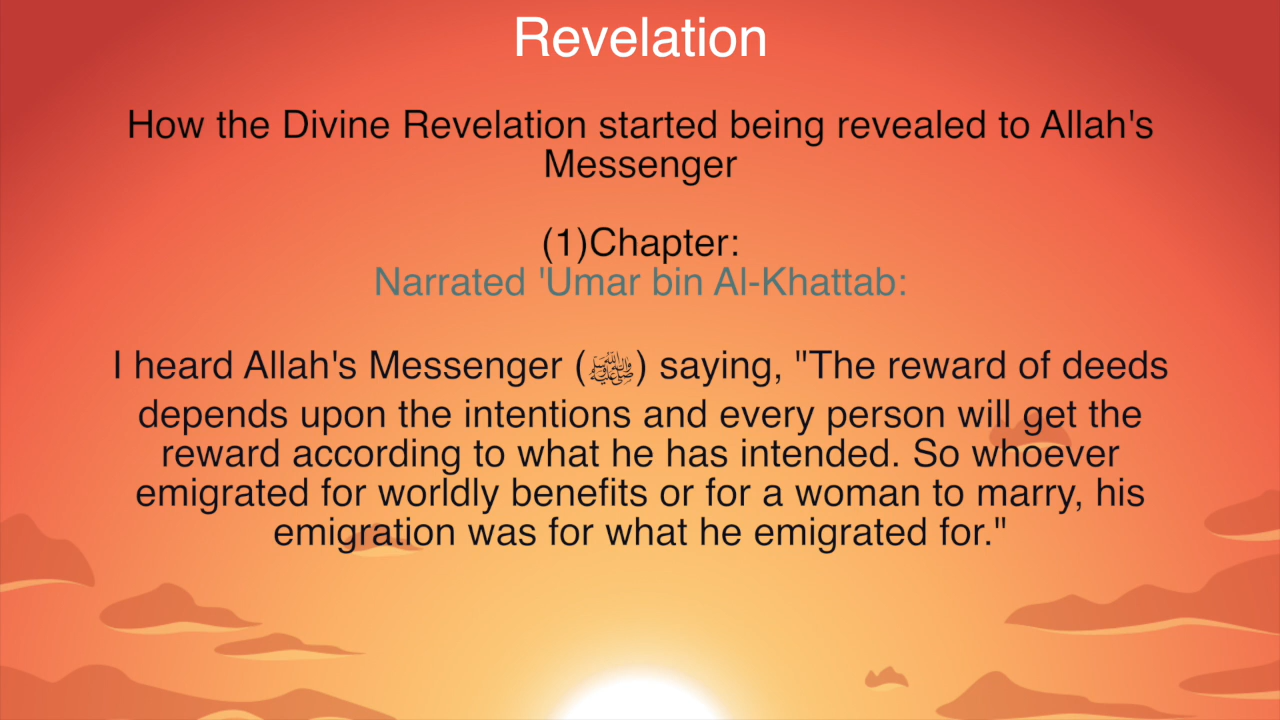 Revelation
How the Divine Revelation started being revealed to Allah's
Messenger
(1)Chapter:
Narrated 'Umar bin Al-Khattab:
I heard Allah's Messenger (ﷺ) saying, "The reward of deeds
depends upon the intentions and every person will get the
reward according to what he has intended. So whoever
emigrated for worldly benefits or for a woman to marry, his
emigration was for what he emigrated for."